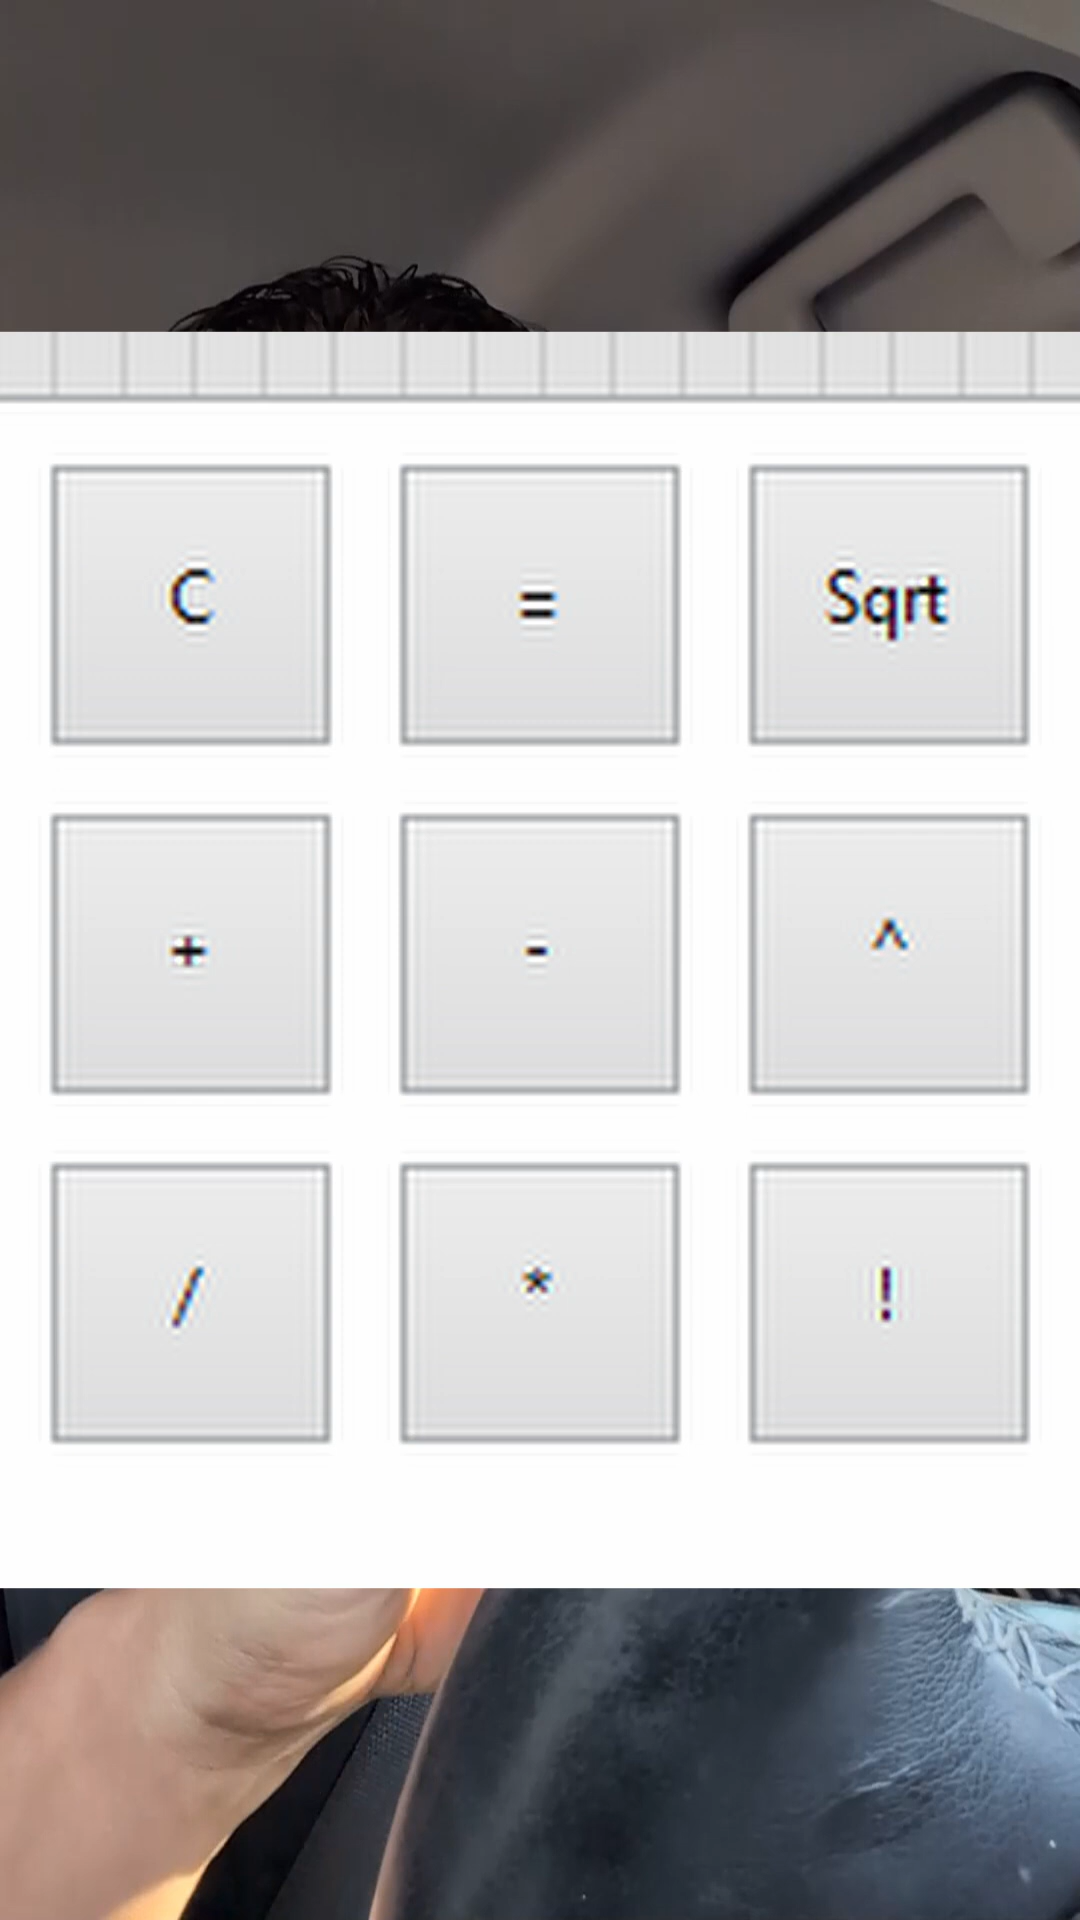 C = Sqrt
+ - ^
/ * !